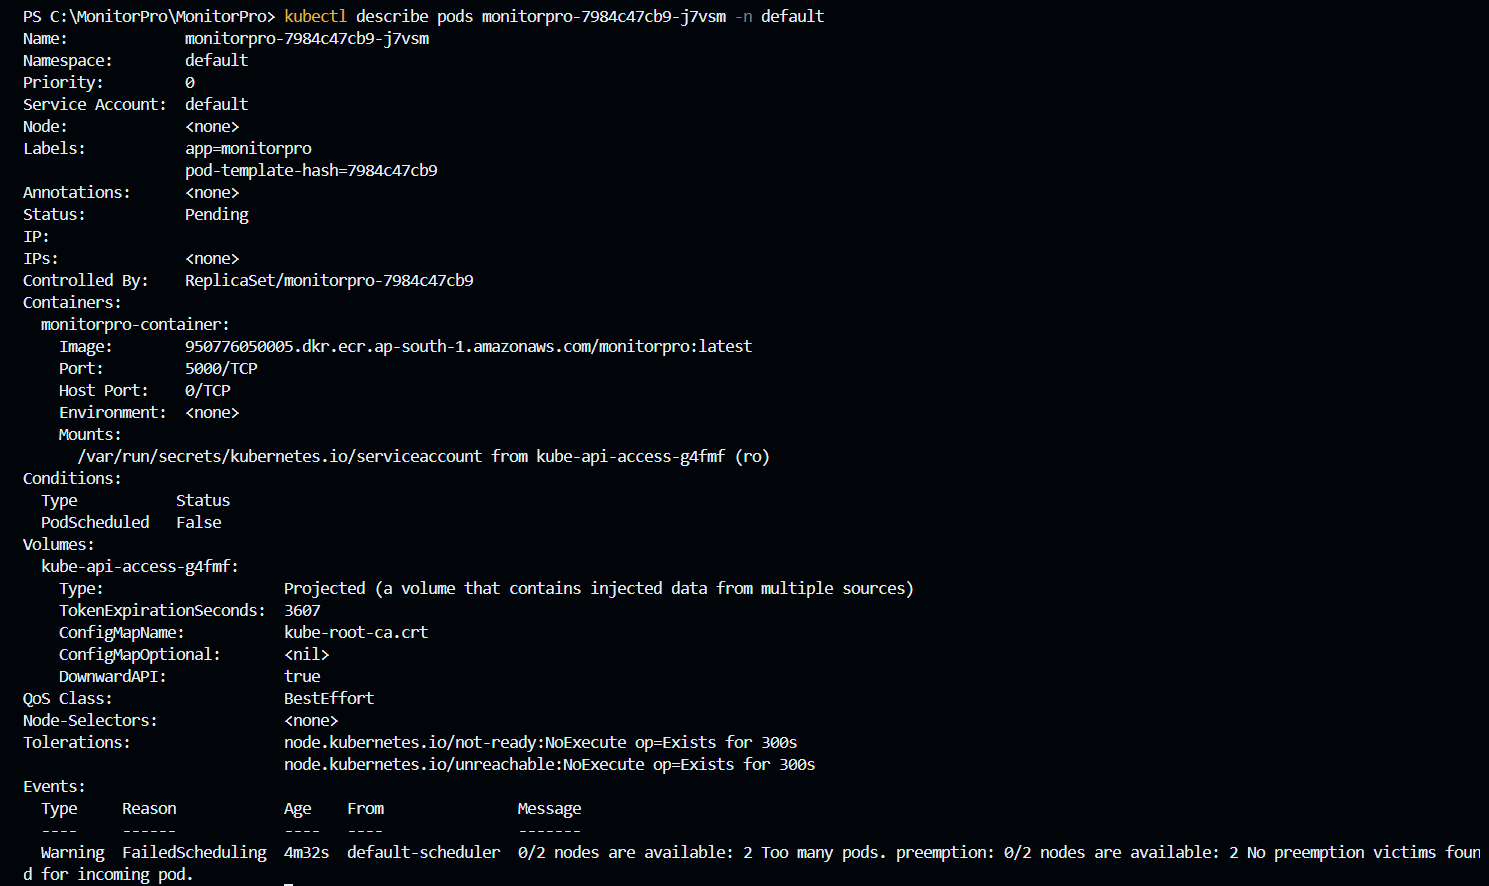 PS C:\MonitorPro\MonitorPro> kubectl describe pods monitorpro-7984c47cb9-j7vsm -n default
Name:             monitorpro-7984c47cb9-j7vsm
Namespace:        default
Priority:         0
Service Account:  default
Node:             <none>
Labels:           app=monitorpro
                  pod-template-hash=7984c47cb9
Annotations:      <none>
Status:           Pending
IP:
IPs:              <none>
Controlled By:    ReplicaSet/monitorpro-7984c47cb9
Containers:
  monitorpro-container:
    Image:        950776050005.dkr.ecr.ap-south-1.amazonaws.com/monitorpro:latest
    Port:         5000/TCP
    Host Port:    0/TCP
    Environment:  <none>
    Mounts:
      /var/run/secrets/kubernetes.io/serviceaccount from kube-api-access-g4fmf (ro)
Conditions:
  Type           Status
  PodScheduled   False
Volumes:
  kube-api-access-g4fmf:
    Type:                    Projected (a volume that contains injected data from multiple sources)
    TokenExpirationSeconds:  3607
    ConfigMapName:           kube-root-ca.crt
    ConfigMapOptional:       <nil>
    DownwardAPI:             true
QoS Class:                   BestEffort
Node-Selectors:              <none>
Tolerations:                 node.kubernetes.io/not-ready:NoExecute op=Exists for 300s
                             node.kubernetes.io/unreachable:NoExecute op=Exists for 300s
Events:
  Type     Reason            Age    From               Message
  ----     ------            ----   ----               -------
  Warning  FailedScheduling  4m32s  default-scheduler  0/2 nodes are available: 2 Too many pods. preemption: 0/2 nodes are available: 2 No preemption victims foun
d for incoming pod.